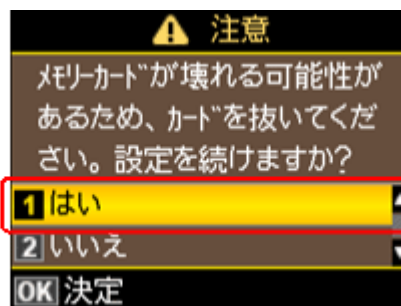 注意
ﾒﾓﾘｰｶｰﾄﾞが壊れる可能性が
あるため、ｶｰﾄﾞを抜いてくだ
さい。設定を続けますか?
1 はい
2 いいえ
OK 決定